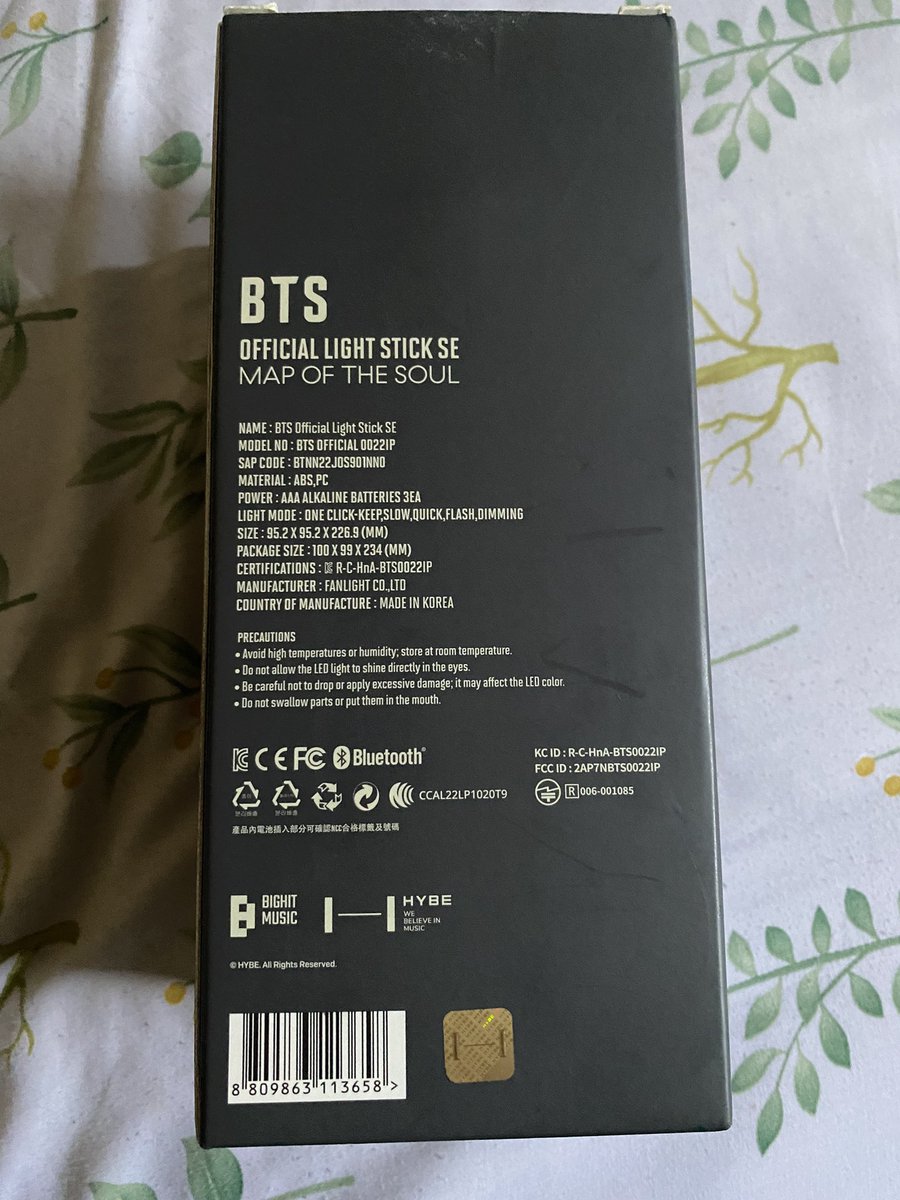 BTS
OFFICIAL LIGHT STICK SE
MAP OF THE SOUL
NAME : BTS Official Light Stick SE
MODEL NO : BTS OFFICIAL 0022IP
SAP CODE : BTNN22JOS901NN0
MATERIAL : ABS,PC
POWER : AAA ALKALINE BATTERIES 3EA
LIGHT MODE : ONE CLICK-KEEP,SLOW,QUICK,FLASH,DIMMING
SIZE : 95.2 X 95.2 X 226.9 (MM)
PACKAGE SIZE : 100 X 99 X 234 (MM)
CERTIFICATIONS : R-C-HnA-BTS0022IP
MANUFACTURER : FANLIGHT CO.,LTD
COUNTRY OF MANUFACTURE : MADE IN KOREA
PRECAUTIONS
• Avoid high temperatures or humidity; store at room temperature.
• Do not allow the LED light to shine directly in the eyes.
• Be careful not to drop or apply excessive damage; it may affect the LED color.
• Do not swallow parts or put them in the mouth.
CE FC Bluetooth®
KC ID : R-C-HnA-BTS0022IP
FCC ID : 2AP7NBTS0022IP
CCAL22LP1020T9
R 006-001085
產品內電池插入部分可確認NCC合格標籤及號碼
BIGHIT
MUSIC
HYBE
WE
BELIEVE IN
MUSIC
© HYBE. All Rights Reserved.
8 809863 113658 >
HYBE